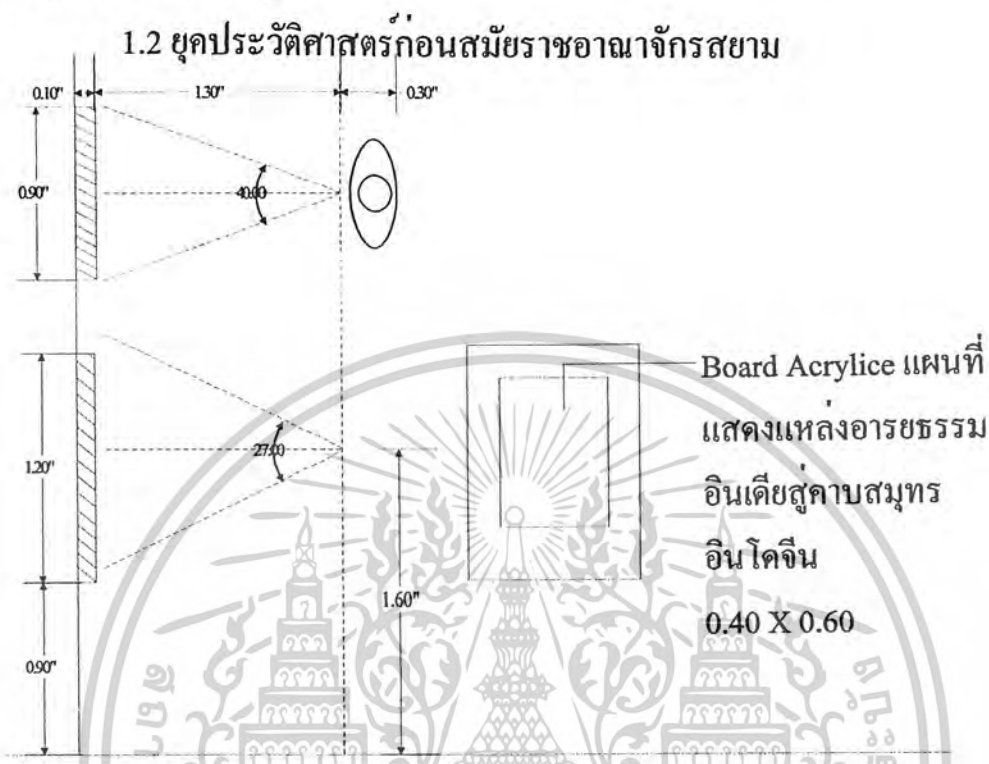 1.2 ยุคประวัติศาสตร์ก่อนสมัยราชอาณาจักรสยาม
0.10" 1.30" 0.30"
0.90"
40.00
1.20"
27.00
1.60"
0.90"
Board Acrylice แผนที่
แสดงแหล่งอารยธรรม
อินเดียสู่คาบสมุทร
อินโดจีน
0.40 X 0.60